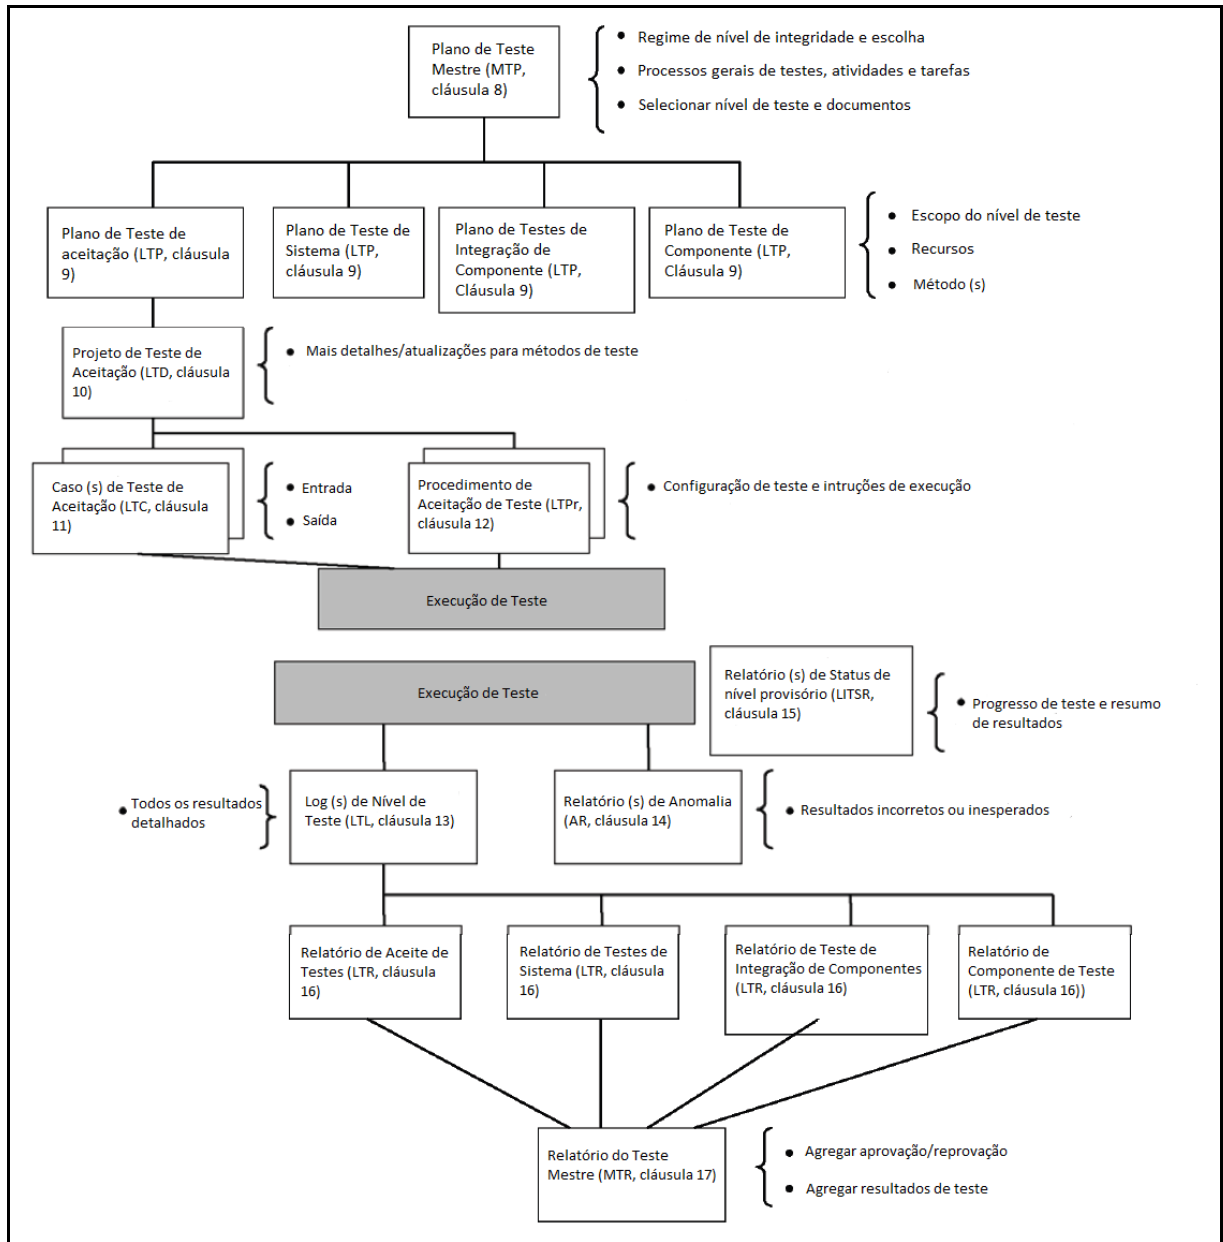 Plano de Teste
Mestre (MTP,
cláusula 8)
• Regime de nível de integridade e escolha
• Processos gerais de testes, atividades e tarefas
• Selecionar nível de teste e documentos
Plano de Teste de
aceitação (LTP, cláusula
9)
Plano de Teste de
Sistema (LTP,
cláusula 9)
Plano de Testes de
Integração de
Componente (LTP,
Cláusula 9)
Plano de Teste de
Componente (LTP,
Cláusula 9)
• Escopo do nível de teste
• Recursos
• Método (s)
Projeto de Teste de
Aceitação (LTD, cláusula
10)
• Mais detalhes/atualizações para métodos de teste
Caso (s) de Teste de
Aceitação (LTC, cláusula
11)
• Entrada
• Saída
Procedimento de
Aceitação de Teste (LTPr,
cláusula 12)
• Configuração de teste e intruções de execução
Execução de Teste
Execução de Teste
Relatório (s) de Status de
nível provisório (LITSR,
cláusula 15)
• Progresso de teste e resumo
de resultados
• Todos os resultados
detalhados
Log (s) de Nível de
Teste (LTL, cláusula 13)
Relatório (s) de Anomalia
(AR, cláusula 14)
• Resultados incorretos ou inesperados
Relatório de Aceite de
Testes (LTR, cláusula
16)
Relatório de Testes de
Sistema (LTR, cláusula
16)
Relatório de Teste de
Integração de Componentes
(LTR, cláusula 16)
Relatório de
Componente de Teste
(LTR, cláusula 16))
Relatório do Teste
Mestre (MTR, cláusula 17)
• Agregar aprovação/reprovação
• Agregar resultados de teste